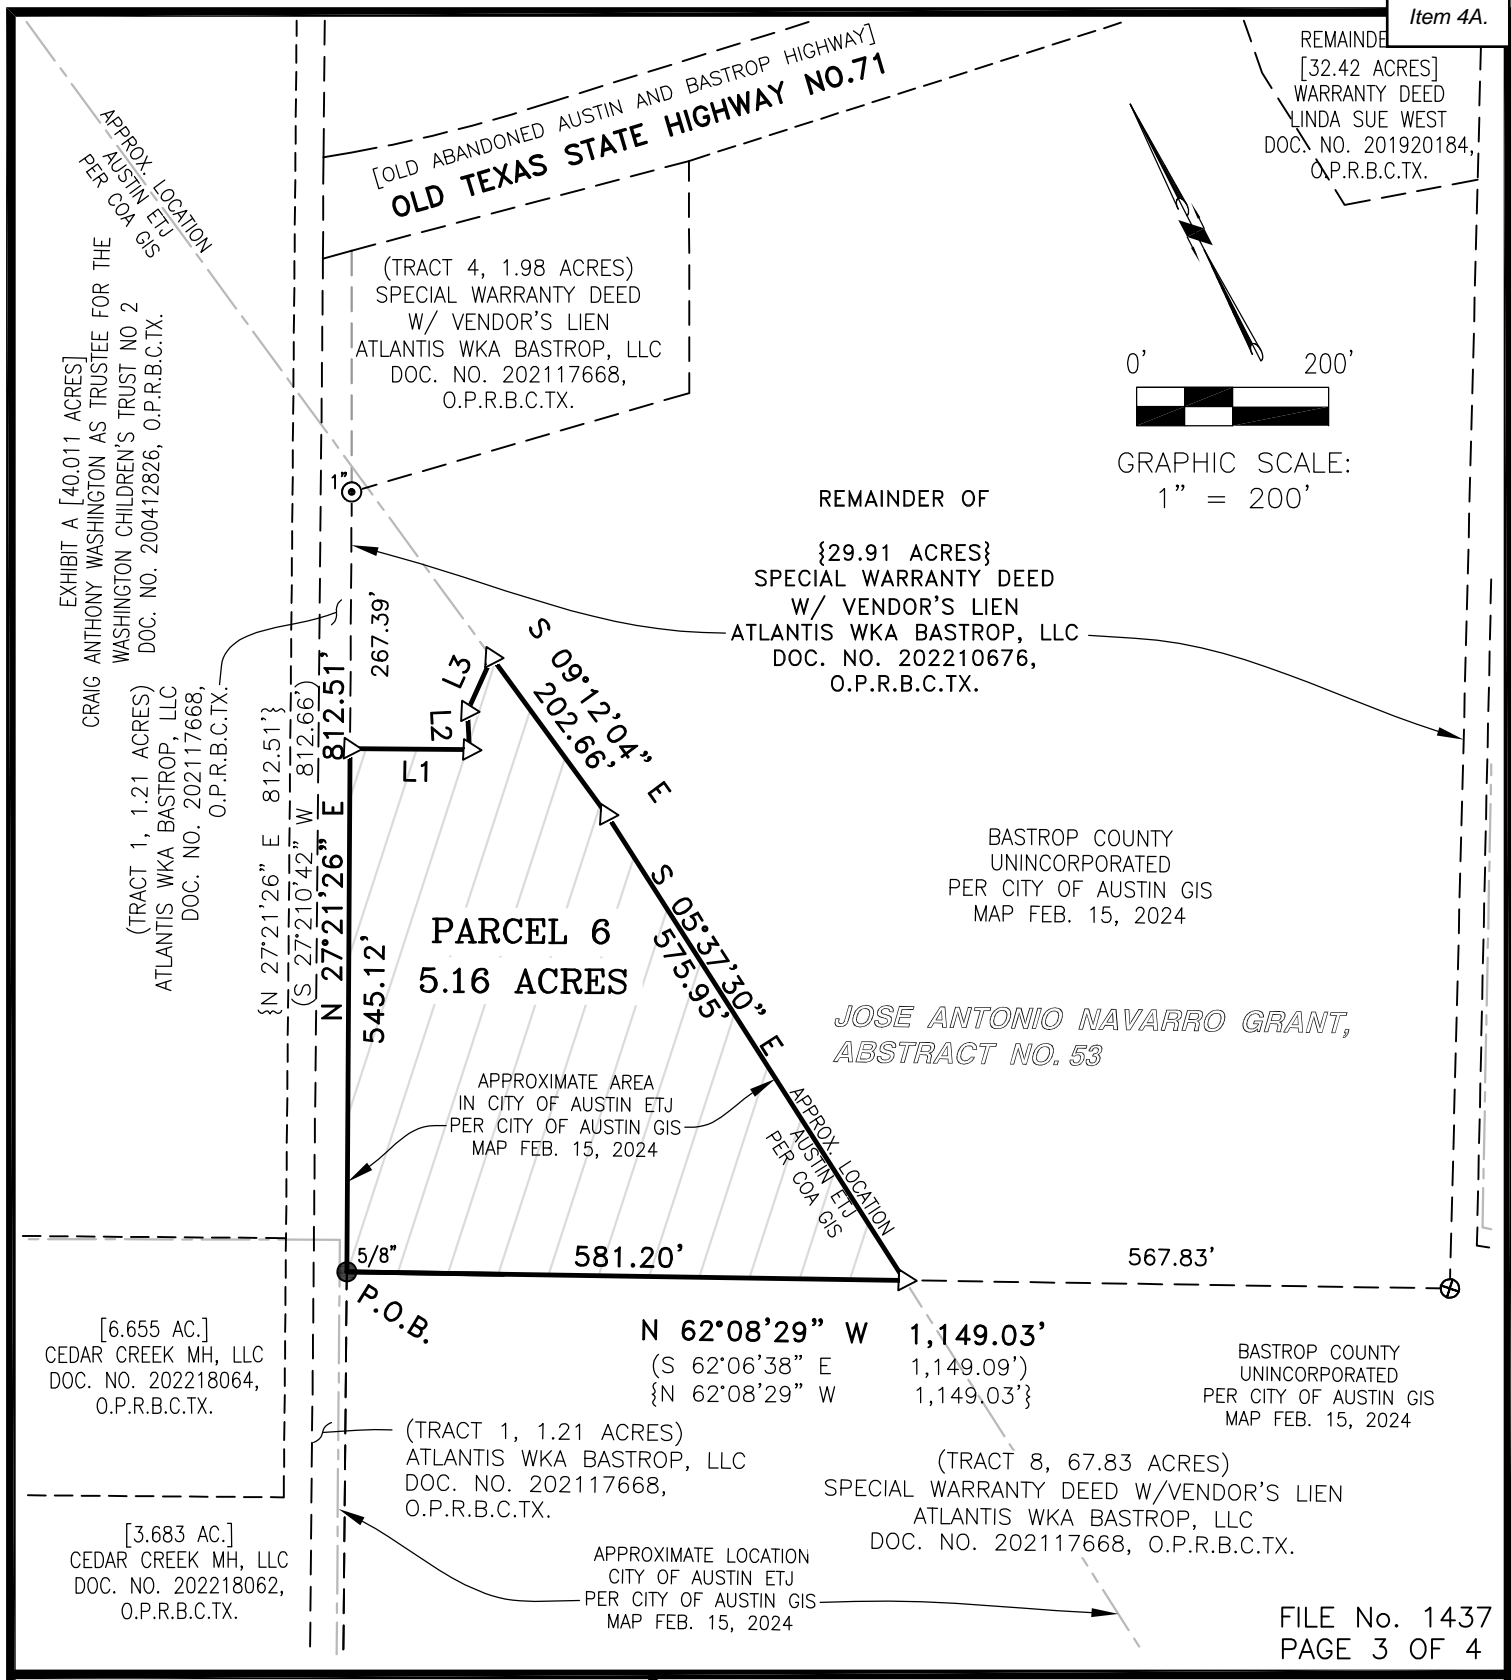 Item 4A.
REMAINDE
[32.42 ACRES]
WARRANTY DEED
LINDA SUE WEST
DOC. NO. 201920184,
O.P.R.B.C.TX.
[OLD ABANDONED AUSTIN AND BASTROP HIGHWAY]
OLD TEXAS STATE HIGHWAY NO.71
APPROX. LOCATION
AUSTIN ETJ
PER COA GIS
(TRACT 4, 1.98 ACRES)
SPECIAL WARRANTY DEED
W/ VENDOR'S LIEN
ATLANTIS WKA BASTROP, LLC
DOC. NO. 202117668,
O.P.R.B.C.TX.
0' 200'
GRAPHIC SCALE:
1" = 200'
EXHIBIT A [40.011 ACRES]
CRAIG ANTHONY WASHINGTON AS TRUSTEE FOR THE
WASHINGTON CHILDREN'S TRUST NO 2
DOC. NO. 200412826, O.P.R.B.C.TX.
1"
REMAINDER OF
{29.91 ACRES}
SPECIAL WARRANTY DEED
W/ VENDOR'S LIEN
ATLANTIS WKA BASTROP, LLC
DOC. NO. 202210676,
O.P.R.B.C.TX.
267.39'
(TRACT 1, 1.21 ACRES)
ATLANTIS WKA BASTROP, LLC
DOC. NO. 202117668,
O.P.R.B.C.TX.
{N 27°21'26" E 812.51'}
(S 27°210'42" W 812.66')
N 27°21'26" E 812.51'
545.12'
L1
L2
L3
S 09°12'04" E
202.66'
S 05°37'30" E
575.95'
PARCEL 6
5.16 ACRES
BASTROP COUNTY
UNINCORPORATED
PER CITY OF AUSTIN GIS
MAP FEB. 15, 2024
JOSE ANTONIO NAVARRO GRANT,
ABSTRACT NO. 53
APPROXIMATE AREA
IN CITY OF AUSTIN ETJ
PER CITY OF AUSTIN GIS
MAP FEB. 15, 2024
APPROX. LOCATION
AUSTIN ETJ
PER COA GIS
5/8"
P.O.B.
581.20'
567.83'
N 62°08'29" W 1,149.03'
(S 62°06'38" E 1,149.09')
{N 62°08'29" W 1,149.03'}
[6.655 AC.]
CEDAR CREEK MH, LLC
DOC. NO. 202218064,
O.P.R.B.C.TX.
BASTROP COUNTY
UNINCORPORATED
PER CITY OF AUSTIN GIS
MAP FEB. 15, 2024
(TRACT 1, 1.21 ACRES)
ATLANTIS WKA BASTROP, LLC
DOC. NO. 202117668,
O.P.R.B.C.TX.
(TRACT 8, 67.83 ACRES)
SPECIAL WARRANTY DEED W/VENDOR'S LIEN
ATLANTIS WKA BASTROP, LLC
DOC. NO. 202117668, O.P.R.B.C.TX.
[3.683 AC.]
CEDAR CREEK MH, LLC
DOC. NO. 202218062,
O.P.R.B.C.TX.
APPROXIMATE LOCATION
CITY OF AUSTIN ETJ
PER CITY OF AUSTIN GIS
MAP FEB. 15, 2024
FILE No. 1437
PAGE 3 OF 4